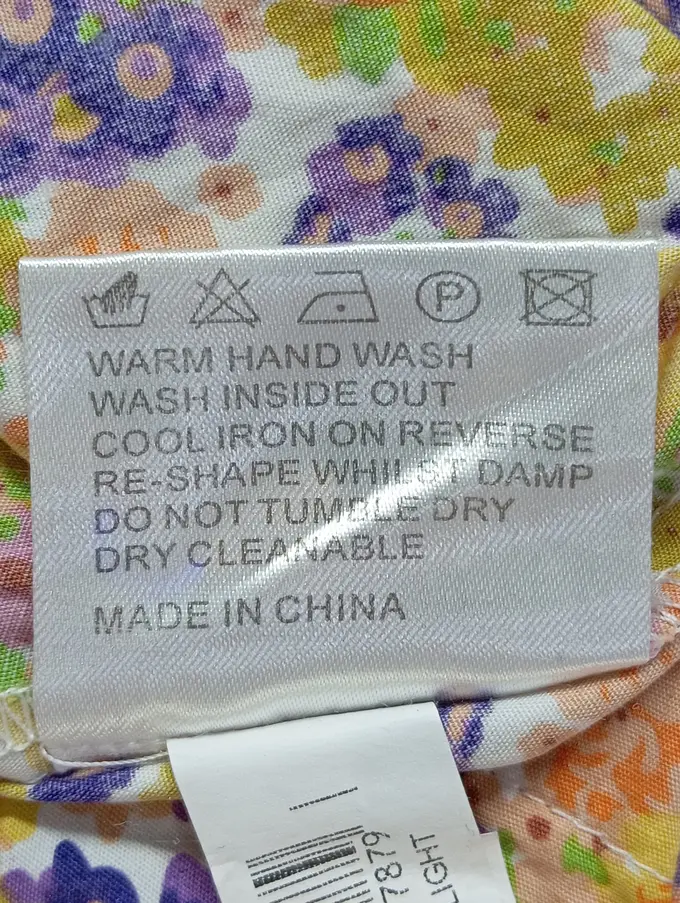 P
WARM HAND WASH
WASH INSIDE OUT
COOL IRON ON REVERSE
RE-SHAPE WHILST DAMP
DO NOT TUMBLE DRY
DRY CLEANABLE
MADE IN CHINA
7879
LIGHT